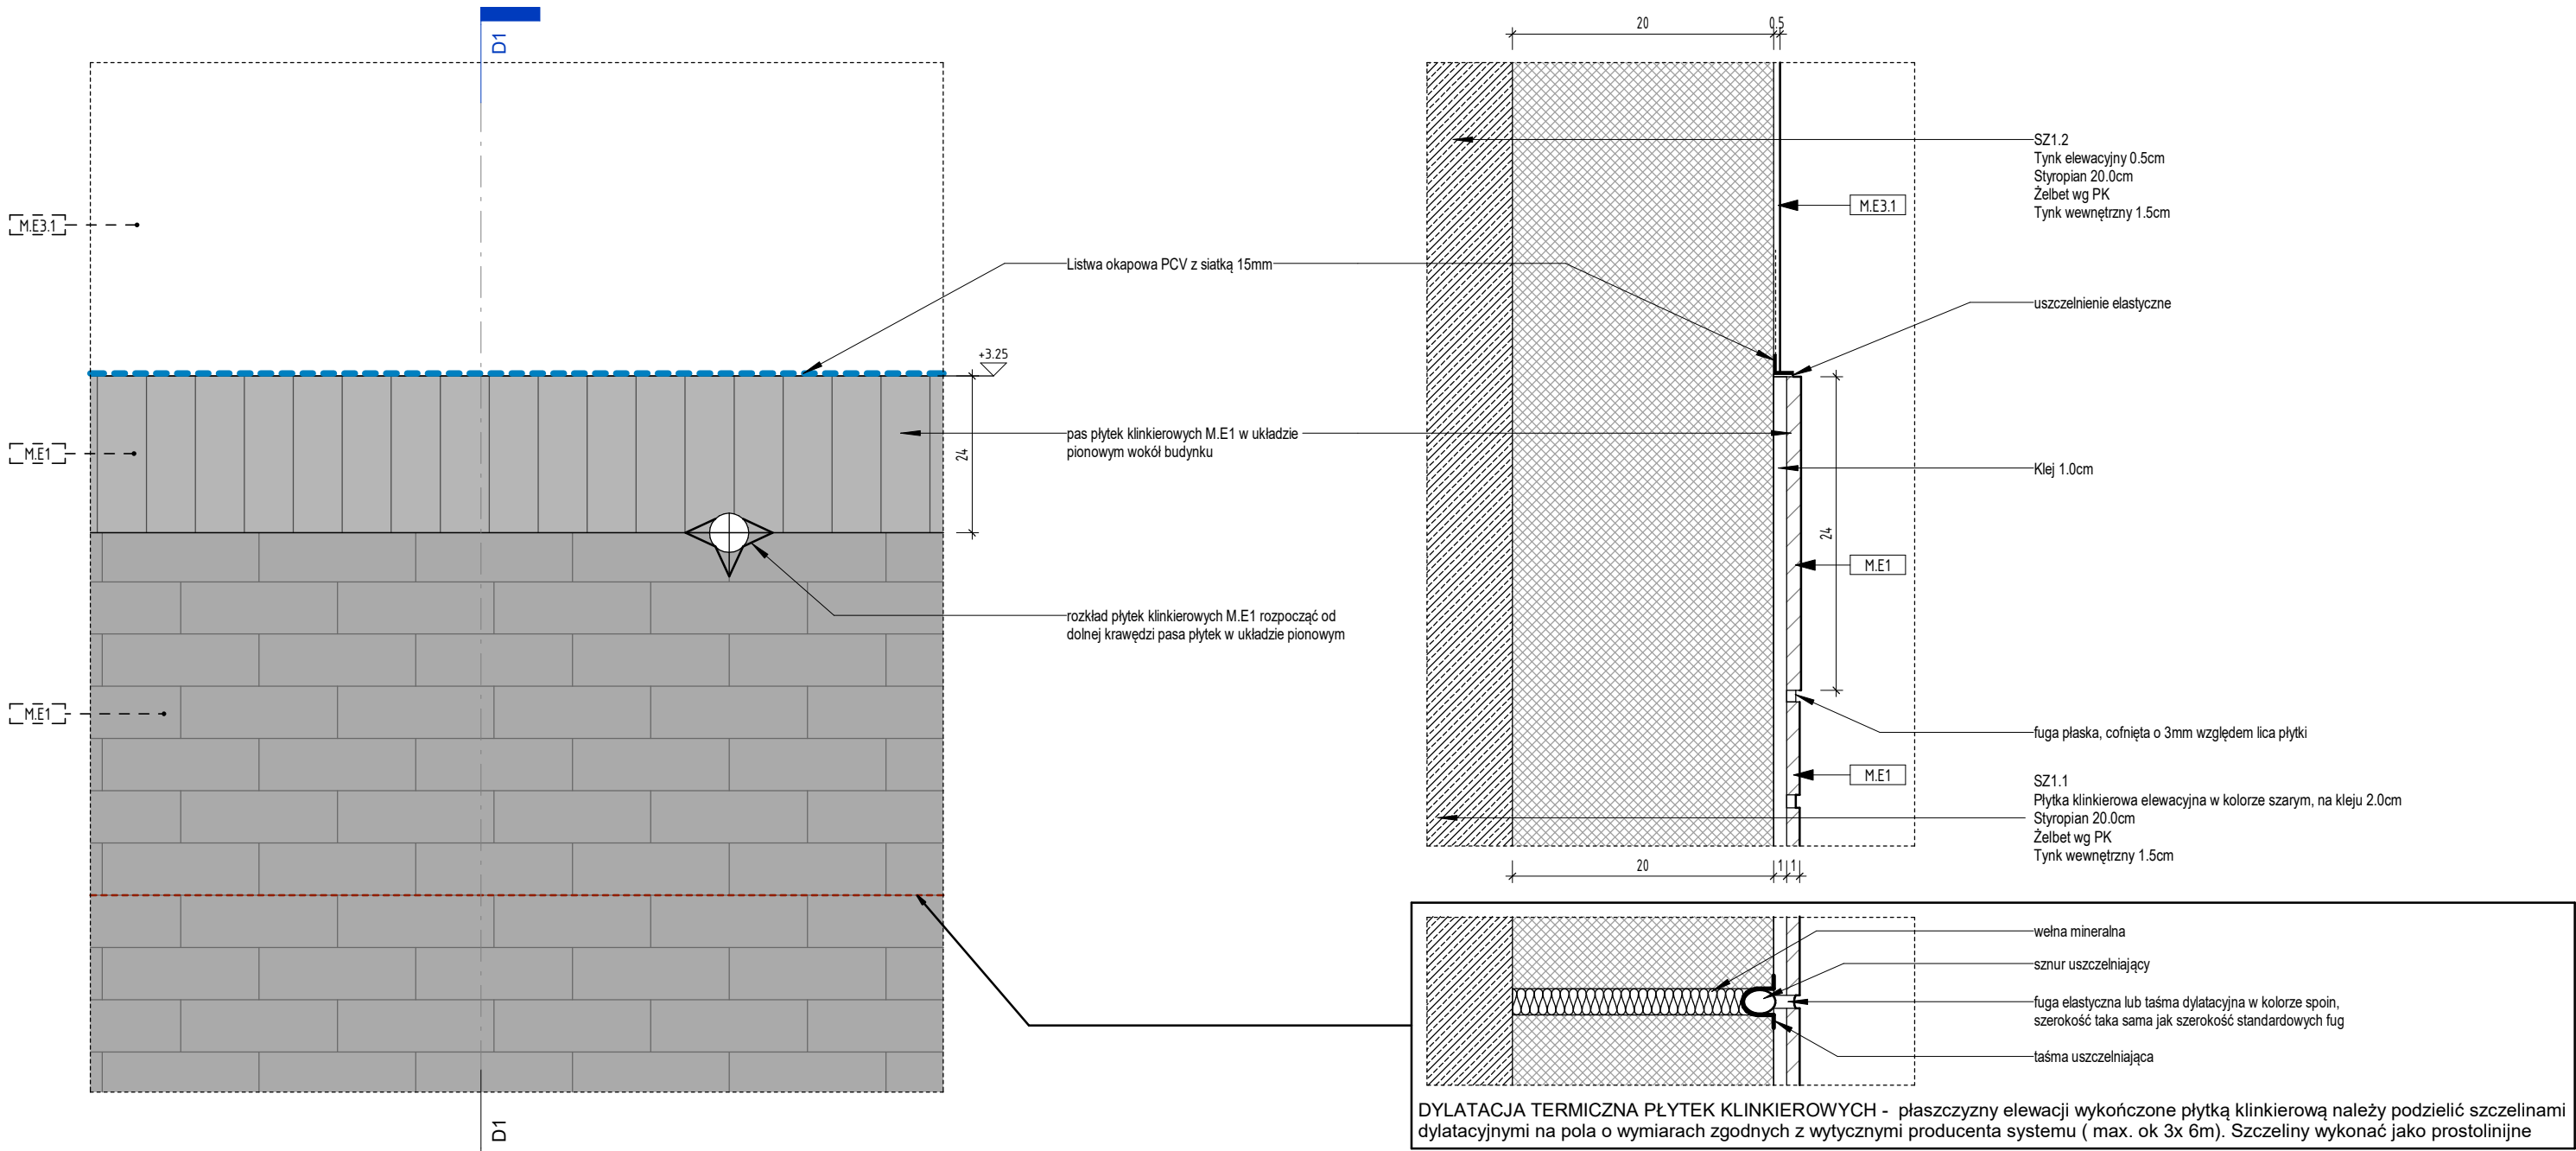 D1
20
0.5
SZ1.2
Tynk elewacyjny 0.5cm
Styropian 20.0cm
Żelbet wg PK
Tynk wewnętrzny 1.5cm
M.E3.1
M.E3.1
Listwa okapowa PCV z siatką 15mm
uszczelnienie elastyczne
+3.25
pas płytek klinkierowych M.E1 w układzie
pionowym wokół budynku
M.E1
24
Klej 1.0cm
24
M.E1
rozkład płytek klinkierowych M.E1 rozpocząć od
dolnej krawędzi pasa płytek w układzie pionowym
M.E1
fuga płaska, cofnięta o 3mm względem lica płytki
M.E1
SZ1.1
Płytka klinkierowa elewacyjna w kolorze szarym, na kleju 2.0cm
Styropian 20.0cm
Żelbet wg PK
Tynk wewnętrzny 1.5cm
20
1
1
wełna mineralna
sznur uszczelniający
fuga elastyczna lub taśma dylatacyjna w kolorze spoin,
szerokość taka sama jak szerokość standardowych fug
taśma uszczelniająca
D1
DYLATACJA TERMICZNA PŁYTEK KLINKIEROWYCH - płaszczyzny elewacji wykończone płytką klinkierową należy podzielić szczelinami
dylatacyjnymi na pola o wymiarach zgodnych z wytycznymi producenta systemu ( max. ok 3x 6m). Szczeliny wykonać jako prostolinijne